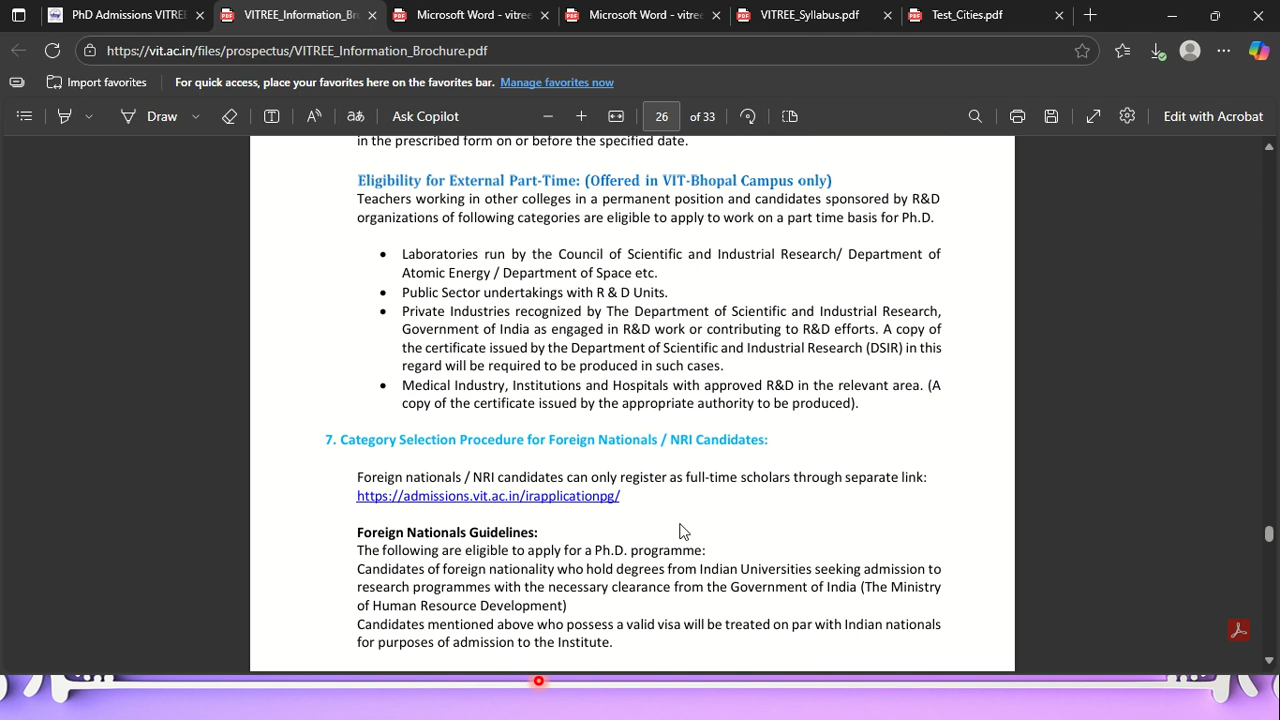 PhD Admissions VITREE
VITREE_Information_Bro
Microsoft Word - vitree
Microsoft Word - vitree
VITREE_Syllabus.pdf
Test_Cities.pdf
https://vit.ac.in/files/prospectus/VITREE_Information_Brochure.pdf
Import favorites
For quick access, place your favorites here on the favorites bar. Manage favorites now
Draw
Ask Copilot
26 of 33
Edit with Acrobat
in the prescribed form on or before the specified date.
Eligibility for External Part-Time: (Offered in VIT-Bhopal Campus only)
Teachers working in other colleges in a permanent position and candidates sponsored by R&D
organizations of following categories are eligible to apply to work on a part time basis for Ph.D.
• Laboratories run by the Council of Scientific and Industrial Research/ Department of
Atomic Energy / Department of Space etc.
• Public Sector undertakings with R & D Units.
• Private Industries recognized by The Department of Scientific and Industrial Research,
Government of India as engaged in R&D work or contributing to R&D efforts. A copy of
the certificate issued by the Department of Scientific and Industrial Research (DSIR) in this
regard will be required to be produced in such cases.
• Medical Industry, Institutions and Hospitals with approved R&D in the relevant area. (A
copy of the certificate issued by the appropriate authority to be produced).
7. Category Selection Procedure for Foreign Nationals / NRI Candidates:
Foreign nationals / NRI candidates can only register as full-time scholars through separate link:
https://admissions.vit.ac.in/irapplicationpg/
Foreign Nationals Guidelines:
The following are eligible to apply for a Ph.D. programme:
Candidates of foreign nationality who hold degrees from Indian Universities seeking admission to
research programmes with the necessary clearance from the Government of India (The Ministry
of Human Resource Development)
Candidates mentioned above who possess a valid visa will be treated on par with Indian nationals
for purposes of admission to the Institute.